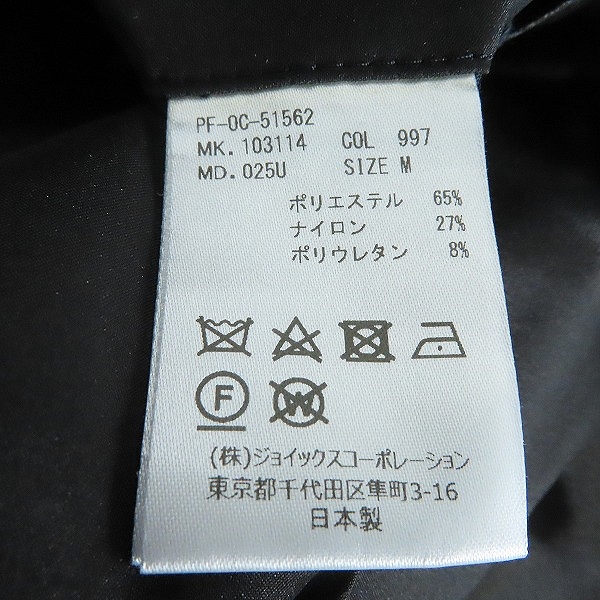 PF-OC-51562
MK. 103114 COL 997
MD. 025U SIZE M
ポリエステル 65%
ナイロン 27%
ポリウレタン 8%
F W
(株)ジョイックスコーポレーション
東京都千代田区隼町3-16
日本製